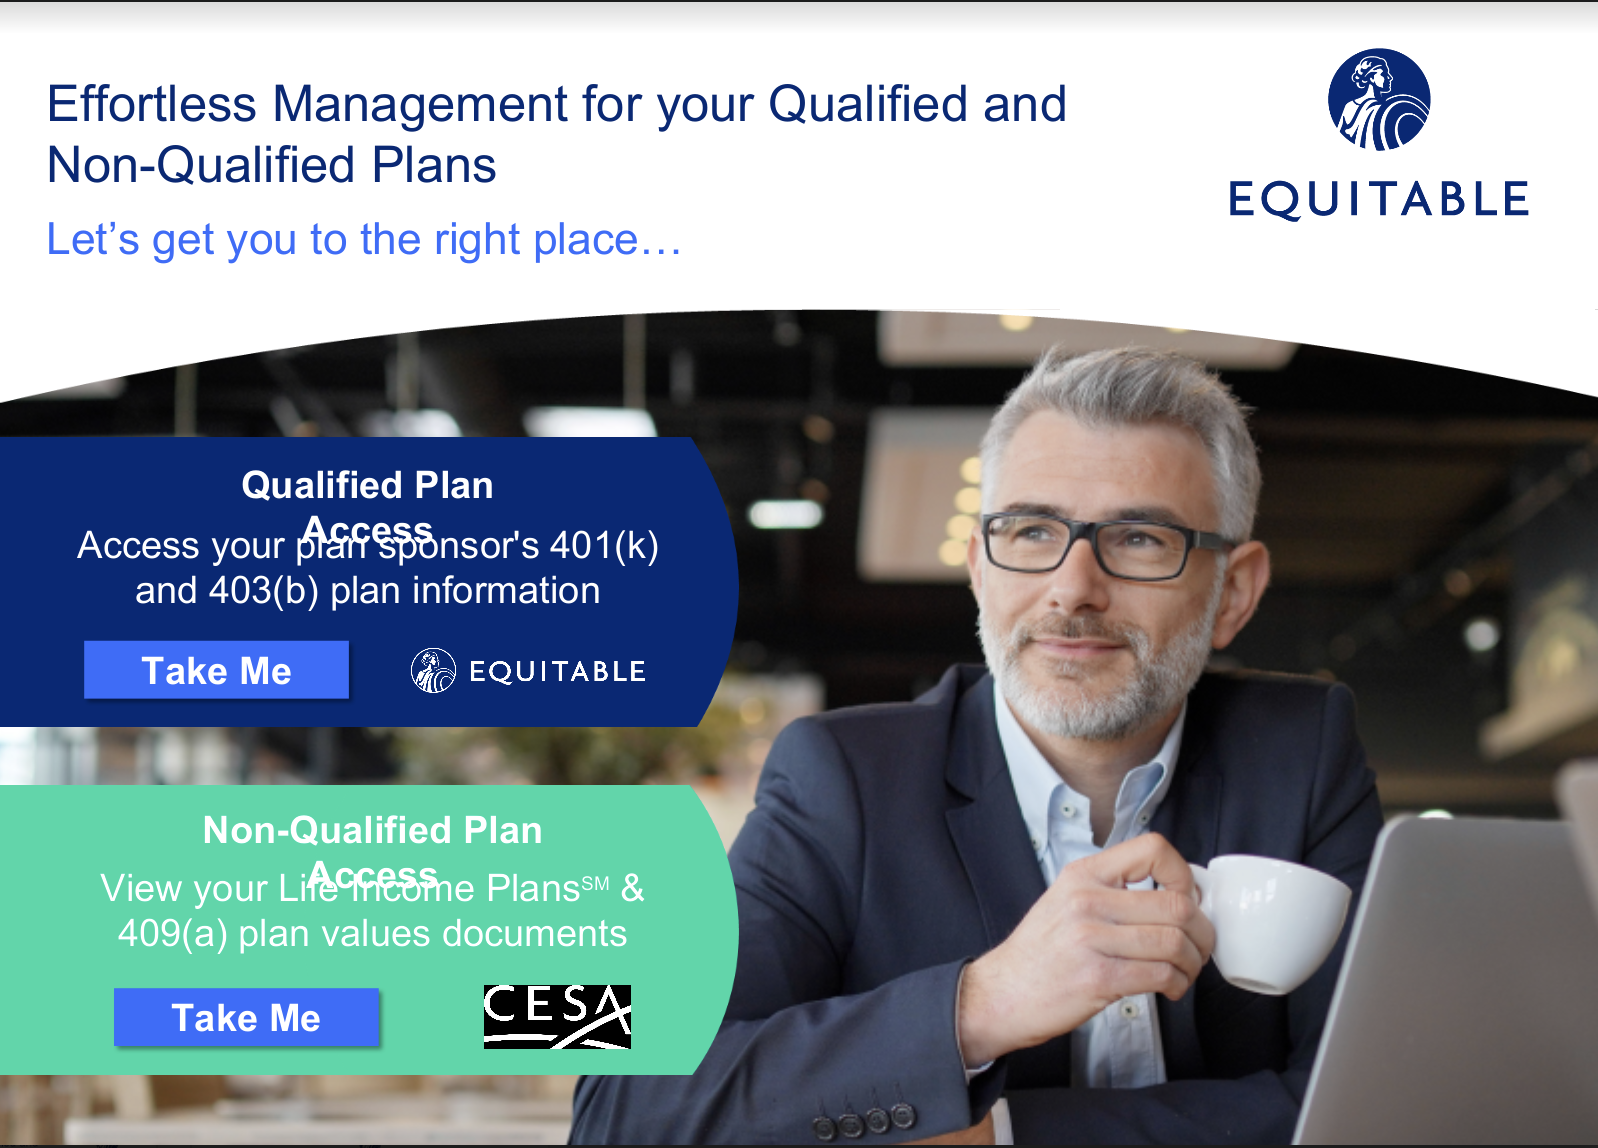 Effortless Management for your Qualified and
Non-Qualified Plans
Let’s get you to the right place…
EQUITABLE
Qualified Plan
Access
Access your plan sponsor's 401(k)
and 403(b) plan information
Take Me
EQUITABLE
Non-Qualified Plan
Access
View your Life Income Plans℠ &
409(a) plan values documents
Take Me
CESA